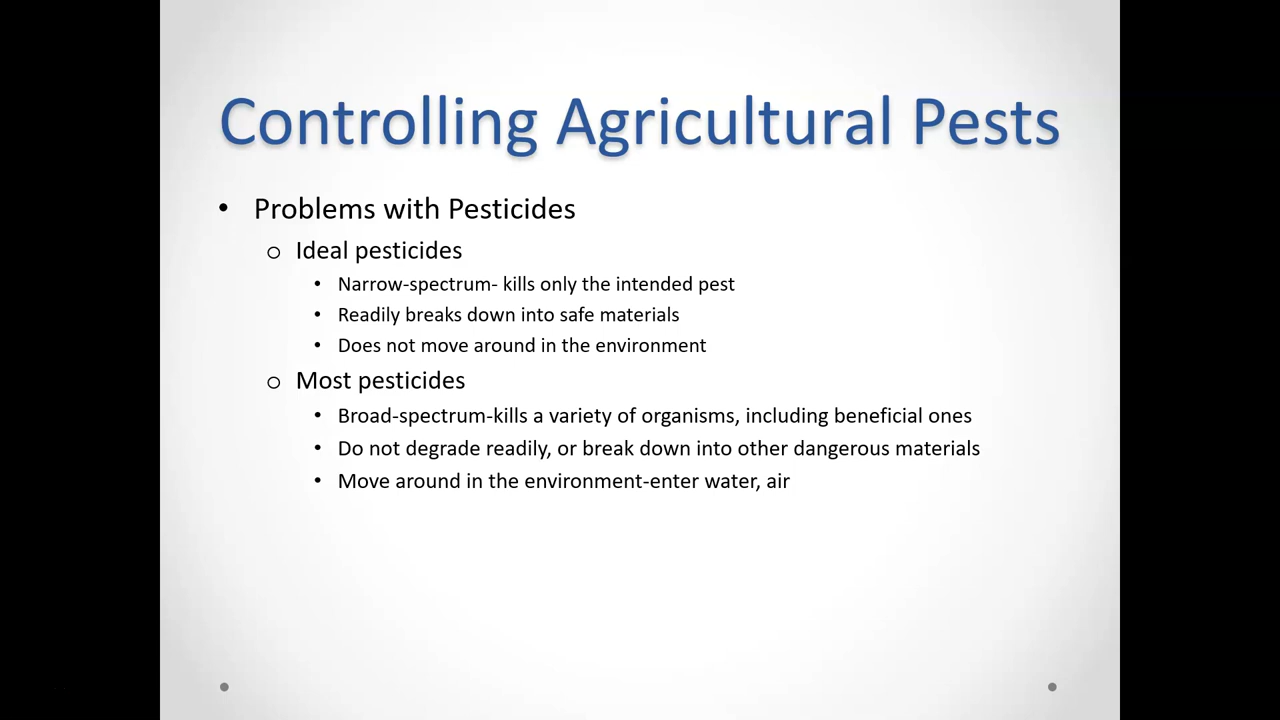 Controlling Agricultural Pests
• Problems with Pesticides
o Ideal pesticides
• Narrow-spectrum- kills only the intended pest
• Readily breaks down into safe materials
• Does not move around in the environment
o Most pesticides
• Broad-spectrum-kills a variety of organisms, including beneficial ones
• Do not degrade readily, or break down into other dangerous materials
• Move around in the environment-enter water, air